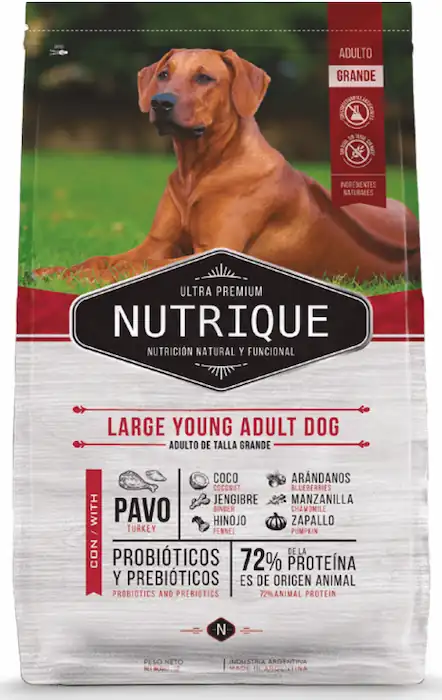 ADULTO
GRANDE
INGREDIENTES
NATURALES
ULTRA PREMIUM
NUTRIQUE
NUTRICIÓN NATURAL Y FUNCIONAL
LARGE YOUNG ADULT DOG
ADULTO DE TALLA GRANDE
CON / WITH
PAVO
TURKEY
COCO
COCONUT
JENGIBRE
GINGER
HINOJO
FENNEL
ARÁNDANOS
BLUEBERRIES
MANZANILLA
CHAMOMILE
ZAPALLO
PUMPKIN
PROBIÓTICOS
Y PREBIÓTICOS
PROBIOTICS AND PREBIOTICS
72% DE LA PROTEÍNA
ES DE ORIGEN ANIMAL
72% ANIMAL PROTEIN
N
PESO NETO
INDUSTRIA ARGENTINA
MADE IN ARGENTINA